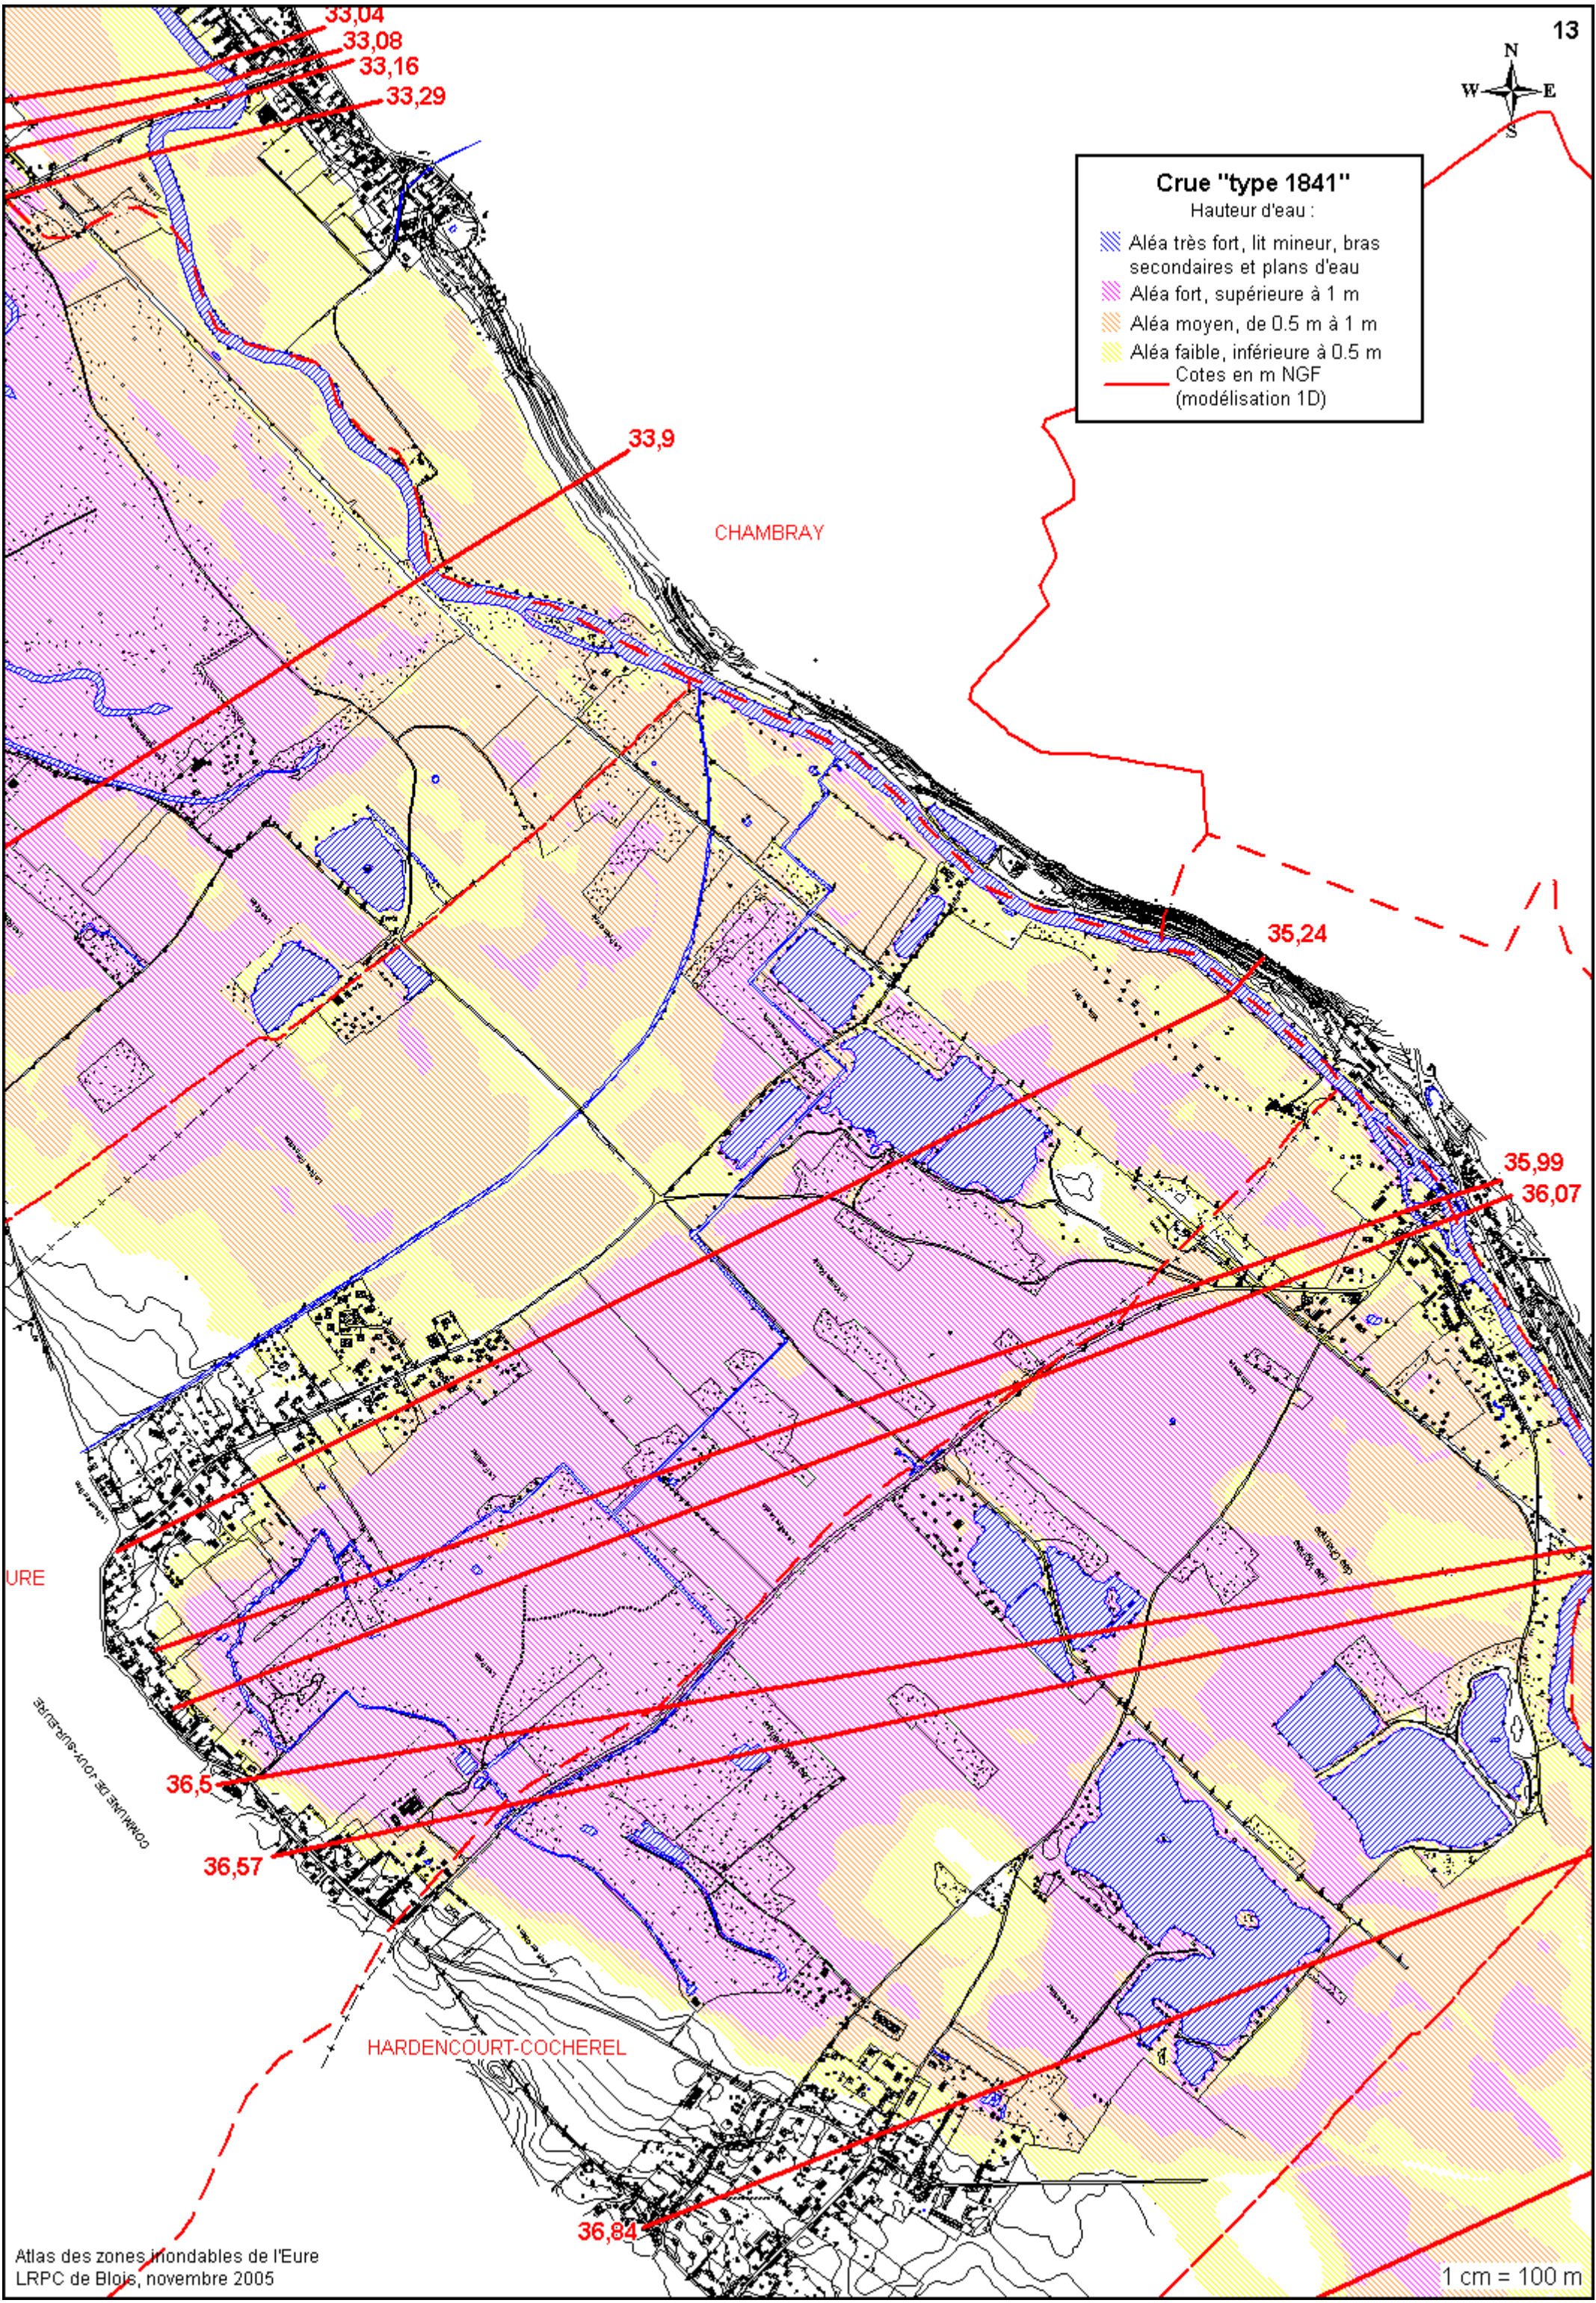 13
33,04
33,08
33,16
33,29
N
W E
S
Crue "type 1841"
Hauteur d'eau :
Aléa très fort, lit mineur, bras
secondaires et plans d'eau
Aléa fort, supérieure à 1 m
Aléa moyen, de 0.5 m à 1 m
Aléa faible, inférieure à 0.5 m
Cotes en m NGF
(modélisation 1D)
33,9
CHAMBRAY
35,24
35,99
36,07
URE
COMMUNE DE JOUY-SUR-EURE
36,5
36,57
HARDENCOURT-COCHEREL
36,84
Atlas des zones inondables de l'Eure
LRPC de Blois, novembre 2005
1 cm = 100 m